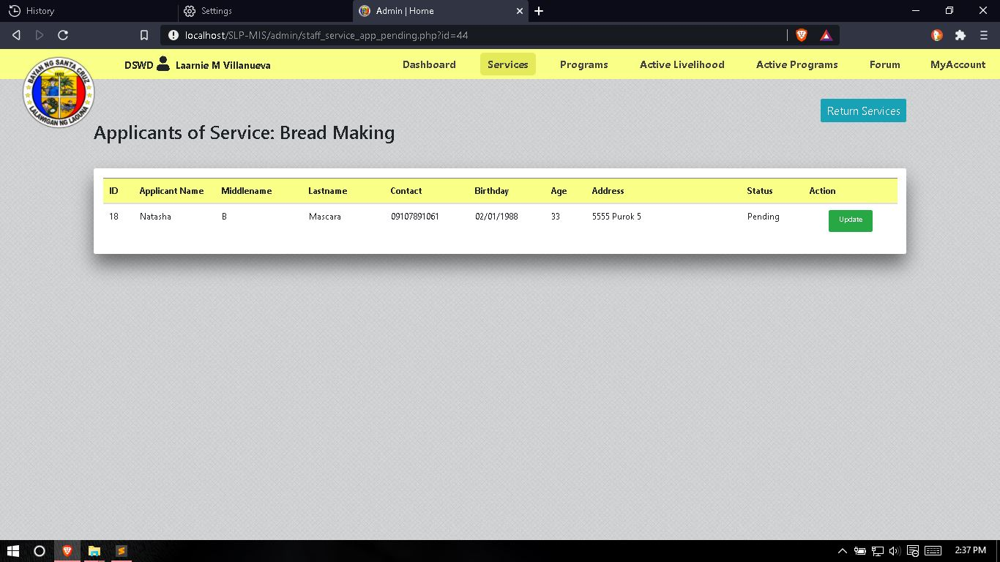 History
Settings
Admin | Home
localhost/SLP-MIS/admin/staff_service_app_pending.php?id=44
BAYAN NG SANTA CRUZ
1602
LALAWIGAN NG LAGUNA
DSWD Laarnie M Villanueva
Dashboard Services Programs Active Livelihood Active Programs Forum MyAccount
Return Services
Applicants of Service: Bread Making
ID Applicant Name Middlename Lastname Contact Birthday Age Address Status Action
18 Natasha B Mascara 09107891061 02/01/1988 33 5555 Purok 5 Pending Update
2:37 PM